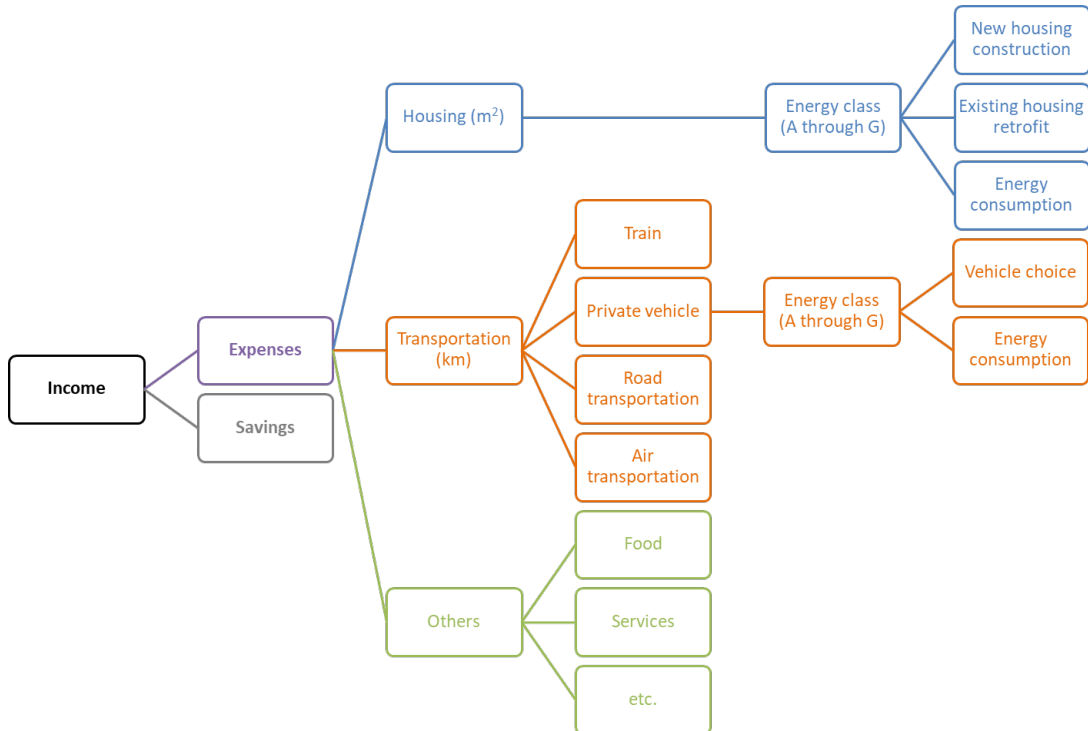 New housing
construction
Housing (m²)
Energy class
(A through G)
Existing housing
retrofit
Energy
consumption
Train
Vehicle choice
Private vehicle
Energy class
(A through G)
Expenses
Transportation
(km)
Energy
consumption
Income
Road
transportation
Savings
Air
transportation
Food
Others
Services
etc.